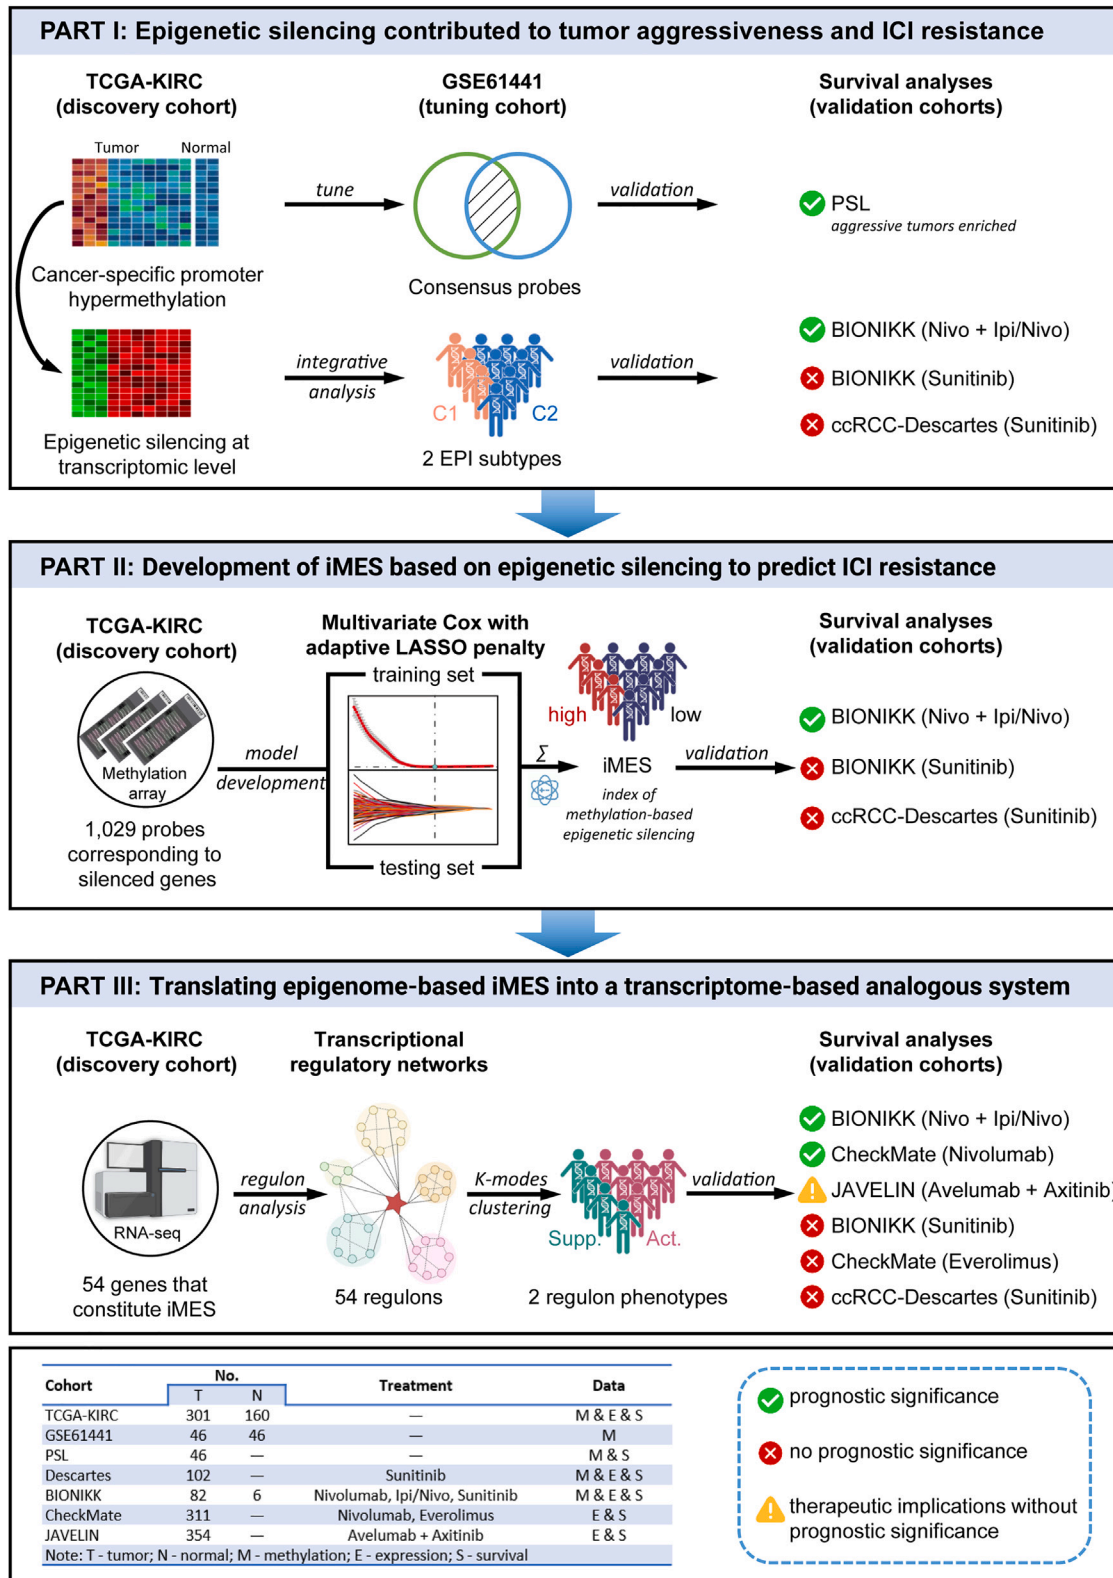 PART I: Epigenetic silencing contributed to tumor aggressiveness and ICI resistance
TCGA-KIRC
(discovery cohort)
GSE61441
(tuning cohort)
Survival analyses
(validation cohorts)
Tumor Normal
tune
validation
PSL
aggressive tumors enriched
Cancer-specific promoter
hypermethylation
Consensus probes
integrative
analysis
C1 C2
validation
BIONIKK (Nivo + Ipi/Nivo)
BIONIKK (Sunitinib)
ccRCC-Descartes (Sunitinib)
Epigenetic silencing at
transcriptomic level
2 EPI subtypes
PART II: Development of iMES based on epigenetic silencing to predict ICI resistance
TCGA-KIRC
(discovery cohort)
Multivariate Cox with
adaptive LASSO penalty
Survival analyses
(validation cohorts)
Methylation
array
1,029 probes
corresponding to
silenced genes
model
development
training set
testing set
Σ
high low
iMES
index of
methylation-based
epigenetic silencing
validation
BIONIKK (Nivo + Ipi/Nivo)
BIONIKK (Sunitinib)
ccRCC-Descartes (Sunitinib)
PART III: Translating epigenome-based iMES into a transcriptome-based analogous system
TCGA-KIRC
(discovery cohort)
Transcriptional
regulatory networks
Survival analyses
(validation cohorts)
RNA-seq
54 genes that
constitute iMES
regulon
analysis
54 regulons
K-modes
clustering
Supp. Act.
2 regulon phenotypes
validation
BIONIKK (Nivo + Ipi/Nivo)
CheckMate (Nivolumab)
JAVELIN (Avelumab + Axitinib)
BIONIKK (Sunitinib)
CheckMate (Everolimus)
ccRCC-Descartes (Sunitinib)
Cohort No. Treatment Data
T N
TCGA-KIRC 301 160 — M & E & S
GSE61441 46 46 — M
PSL 46 — — M & S
Descartes 102 — Sunitinib M & E & S
BIONIKK 82 6 Nivolumab, Ipi/Nivo, Sunitinib M & E & S
CheckMate 311 — Nivolumab, Everolimus E & S
JAVELIN 354 — Avelumab + Axitinib E & S
Note: T - tumor; N - normal; M - methylation; E - expression; S - survival
prognostic significance
no prognostic significance
therapeutic implications without
prognostic significance